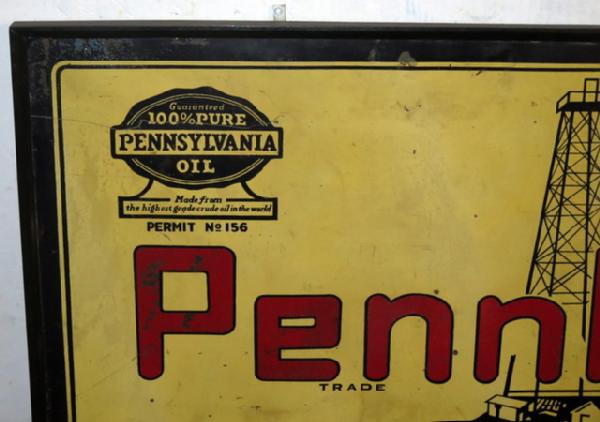 Guaranteed
100% PURE
PENNSYLVANIA
OIL
Made from
the highest grade crude oil in the world
PERMIT No 156
Penn
TRADE